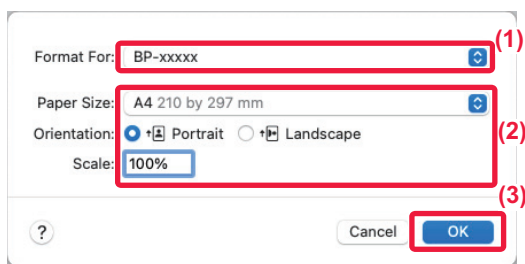 (1)
Format For: BP-xxxxx
Paper Size: A4 210 by 297 mm
Orientation: Portrait Landscape
(2)
Scale: 100%
(3)
? Cancel OK